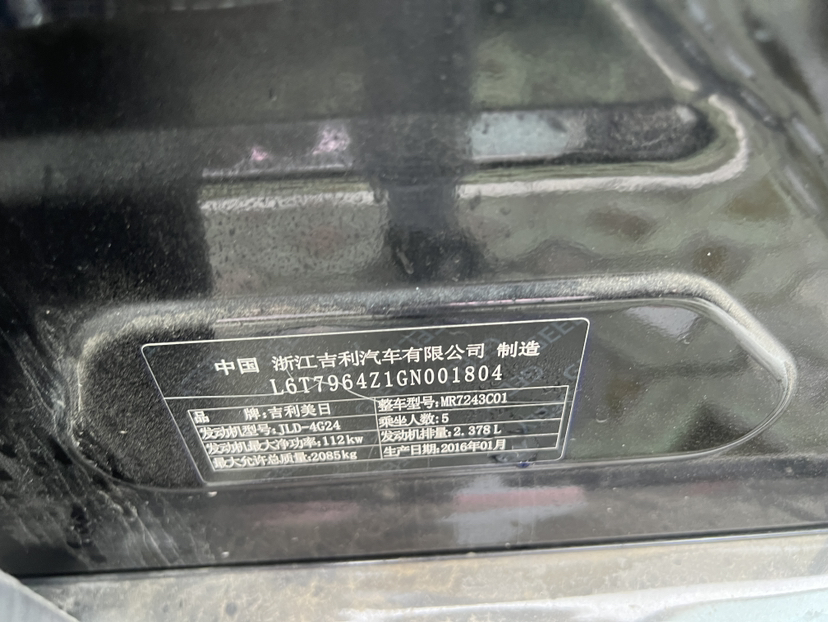 中国 浙江吉利汽车有限公司 制造
L6T7964Z1GN001804
品 牌:吉利美日
整车型号:MR7243C01
发动机型号:JLD-4G24
乘坐人数:5
发动机最大净功率:112kw
发动机排量:2.378L
最大允许总质量:2085kg
生产日期:2016年01月